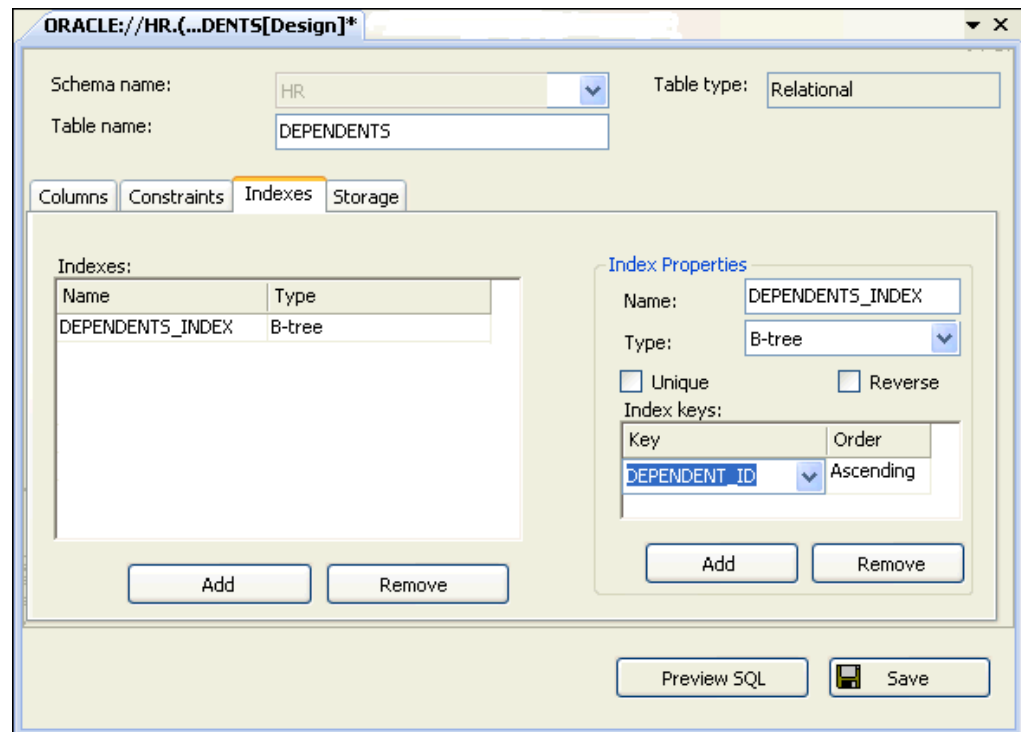 ORACLE://HR.(...DENTS[Design]*
Schema name: HR Table type: Relational
Table name: DEPENDENTS
Columns Constraints Indexes Storage
Indexes:
Name Type
DEPENDENTS_INDEX B-tree
Add Remove
Index Properties
Name: DEPENDENTS_INDEX
Type: B-tree
Unique Reverse
Index keys:
Key Order
DEPENDENT_ID Ascending
Add Remove
Preview SQL Save